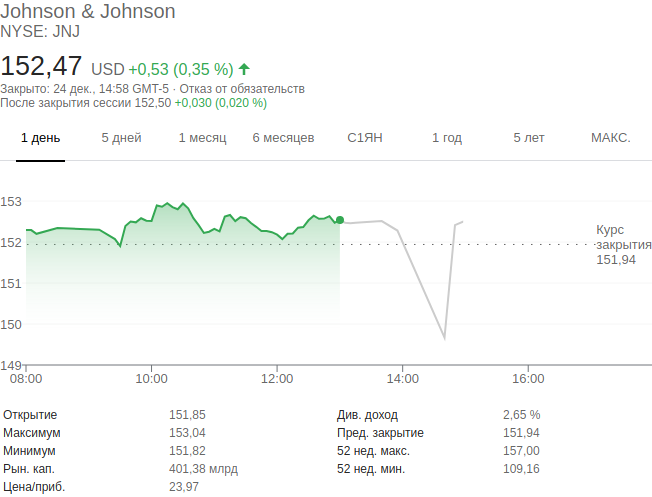 Johnson & Johnson
NYSE: JNJ
152,47 USD +0,53 (0,35 %)
Закрыто: 24 дек., 14:58 GMT-5 · Отказ от обязательств
После закрытия сессии 152,50 +0,030 (0,020 %)
1 день 5 дней 1 месяц 6 месяцев С1ЯН 1 год 5 лет МАКС.
153
152
151
150
149
Курс
закрытия
151,94
08:00 10:00 12:00 14:00 16:00
Открытие 151,85 Див. доход 2,65 %
Максимум 153,04 Пред. закрытие 151,94
Минимум 151,82 52 нед. макс. 157,00
Рын. кап. 401,38 млрд 52 нед. мин. 109,16
Цена/приб. 23,97